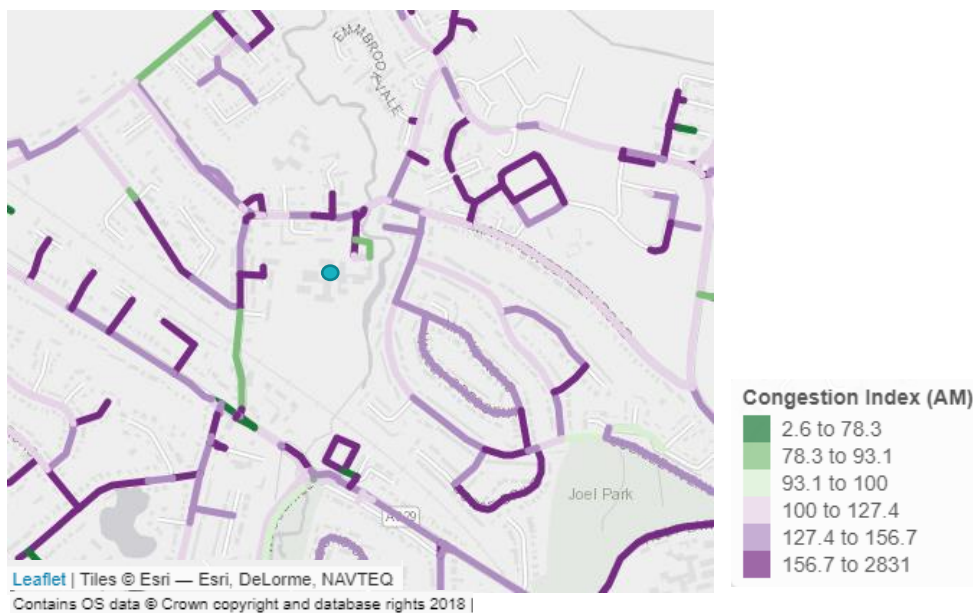 EMMBROOK VALE
Congestion Index (AM)
2.6 to 78.3
78.3 to 93.1
93.1 to 100
100 to 127.4
127.4 to 156.7
156.7 to 2831
Joel Park
Leaflet | Tiles © Esri — Esri, DeLorme, NAVTEQ
Contains OS data © Crown copyright and database rights 2018 |